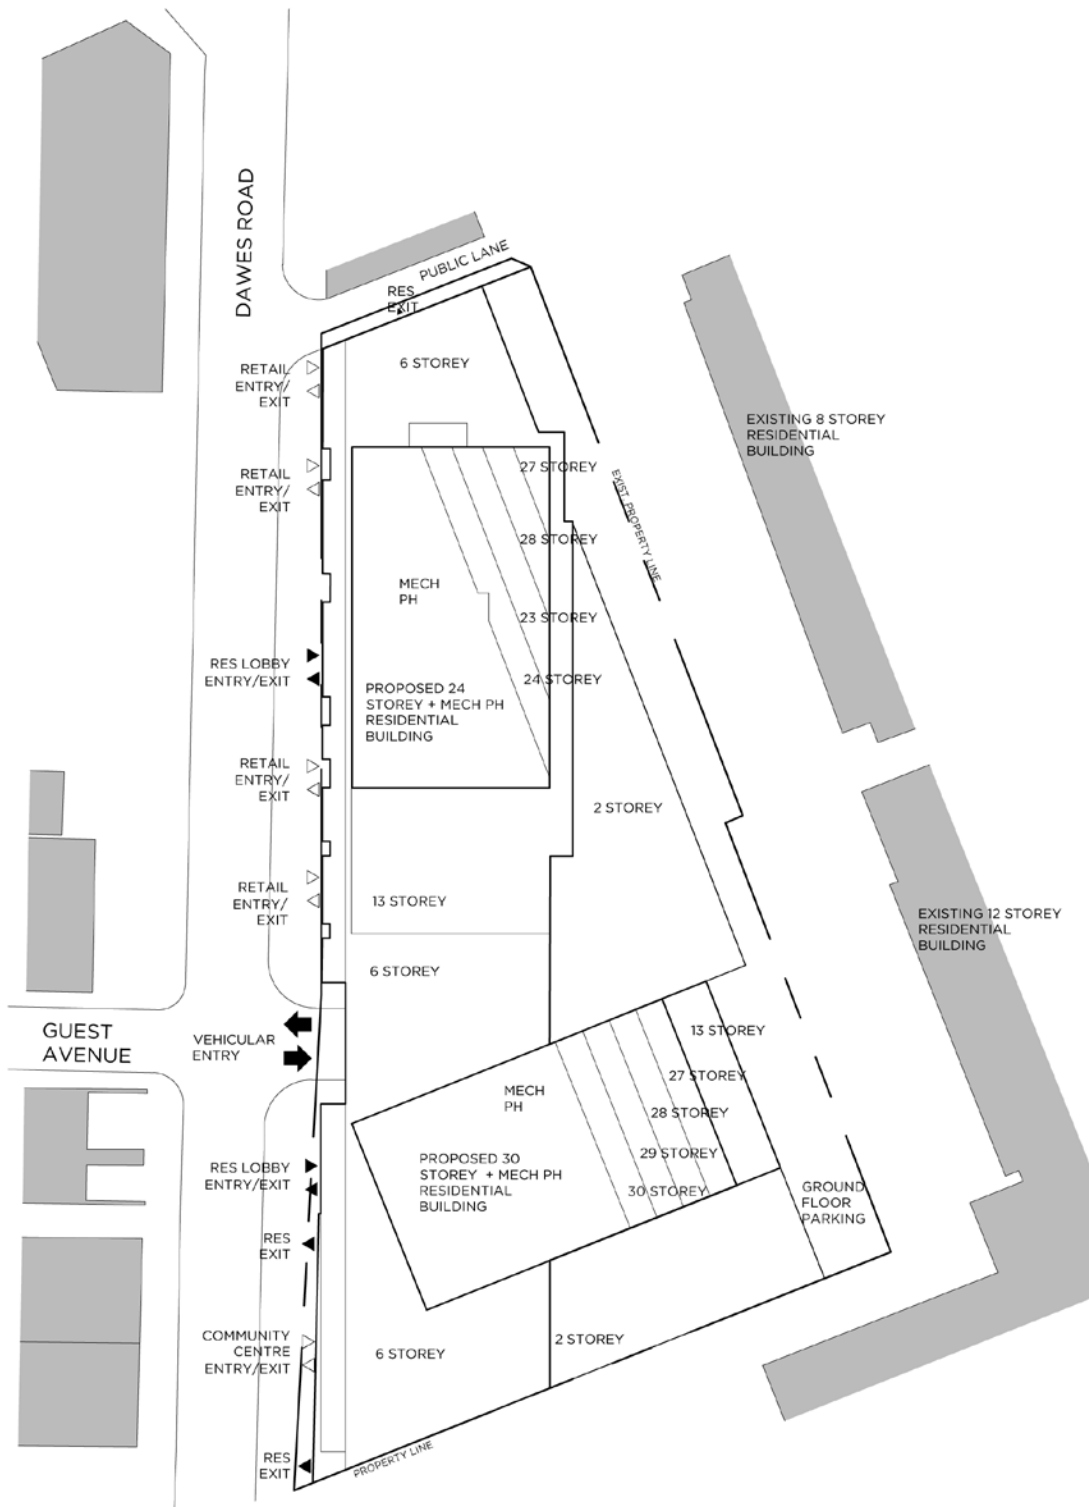 DAWES ROAD
PUBLIC LANE
RES
EXIT
RETAIL
ENTRY/
EXIT
6 STOREY
EXISTING 8 STOREY
RESIDENTIAL
BUILDING
RETAIL
ENTRY/
EXIT
27 STOREY
EXIST. PROPERTY LINE
28 STOREY
MECH
PH
23 STOREY
RES LOBBY
ENTRY/EXIT
24 STOREY
PROPOSED 24
STOREY + MECH PH
RESIDENTIAL
BUILDING
RETAIL
ENTRY/
EXIT
2 STOREY
RETAIL
ENTRY/
EXIT
13 STOREY
EXISTING 12 STOREY
RESIDENTIAL
BUILDING
6 STOREY
GUEST
AVENUE
VEHICULAR
ENTRY
13 STOREY
MECH
PH
27 STOREY
28 STOREY
29 STOREY
30 STOREY
PROPOSED 30
STOREY + MECH PH
RESIDENTIAL
BUILDING
RES LOBBY
ENTRY/EXIT
GROUND
FLOOR
PARKING
RES
EXIT
COMMUNITY
CENTRE
ENTRY/EXIT
6 STOREY
2 STOREY
RES
EXIT
PROPERTY LINE